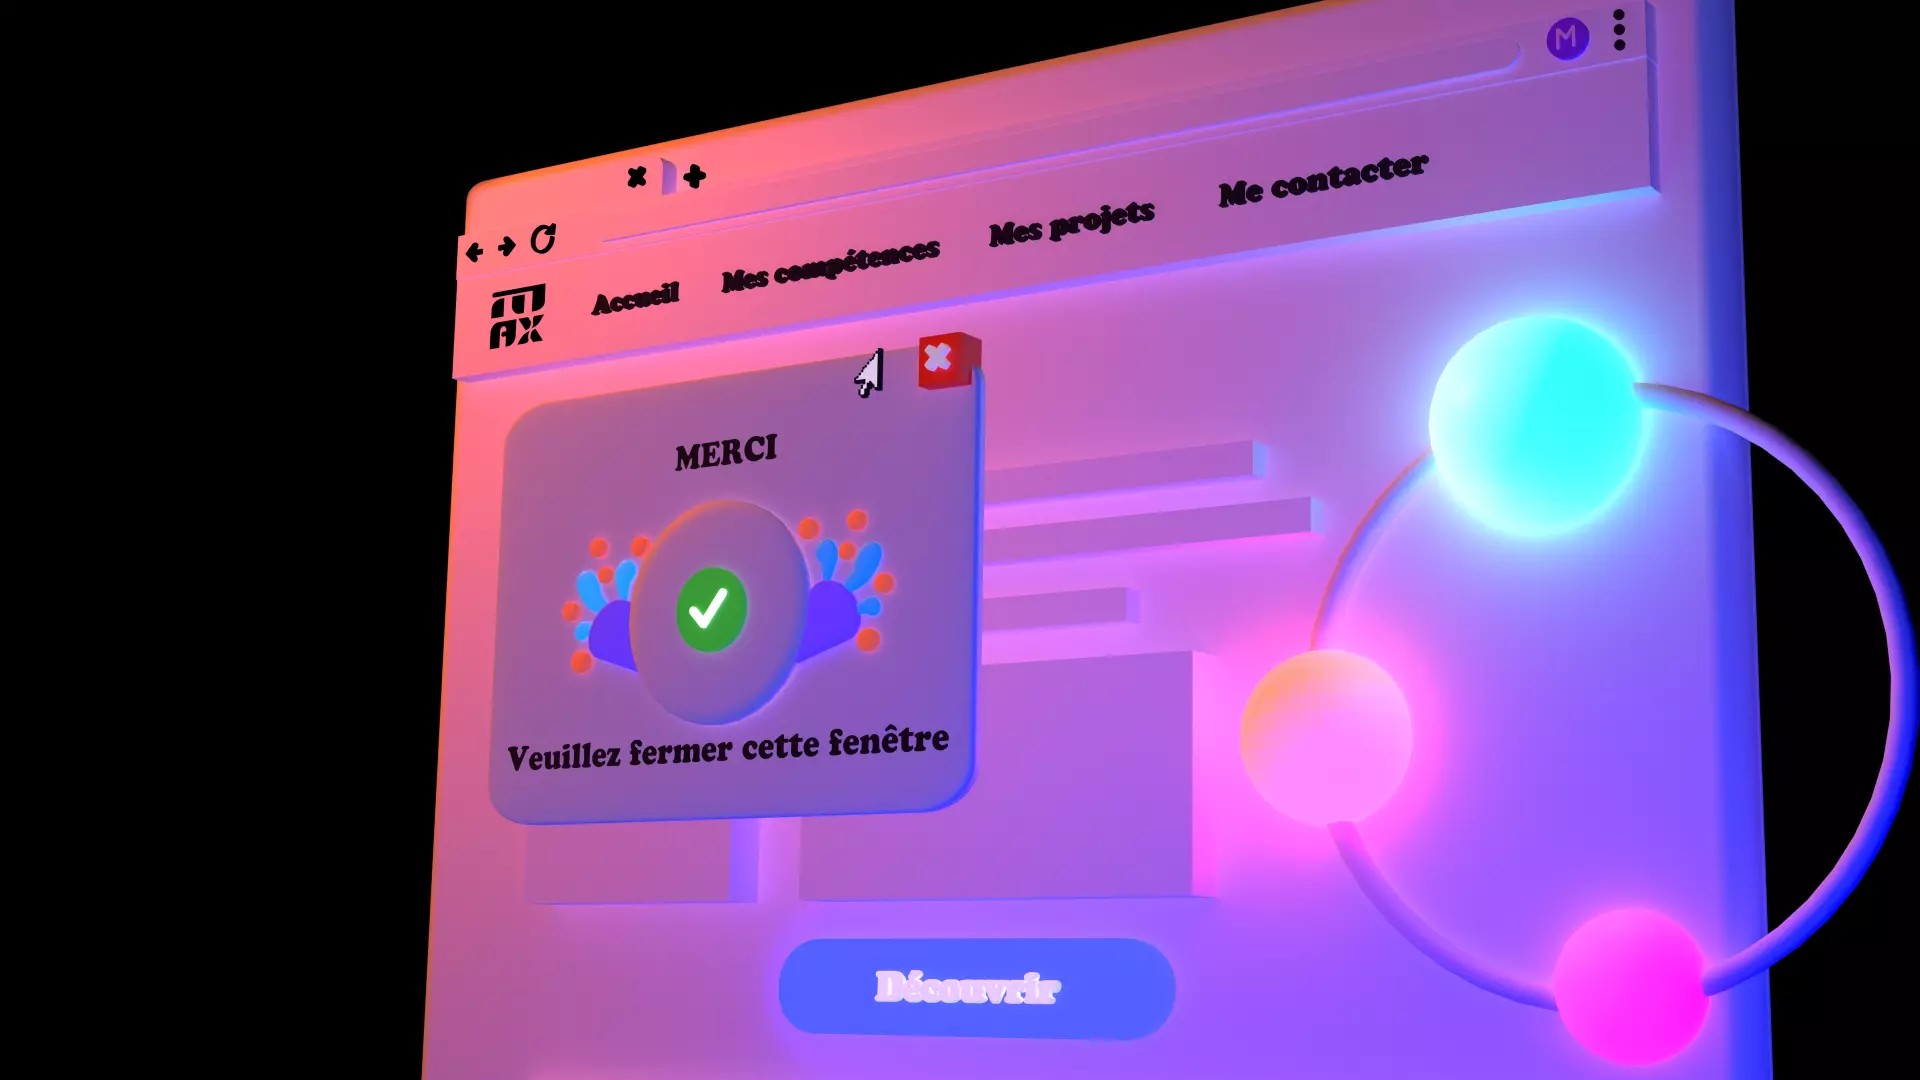 M
MAX
Accueil
Mes compétences
Mes projets
Me contacter
MERCI
Veuillez fermer cette fenêtre
Découvrir